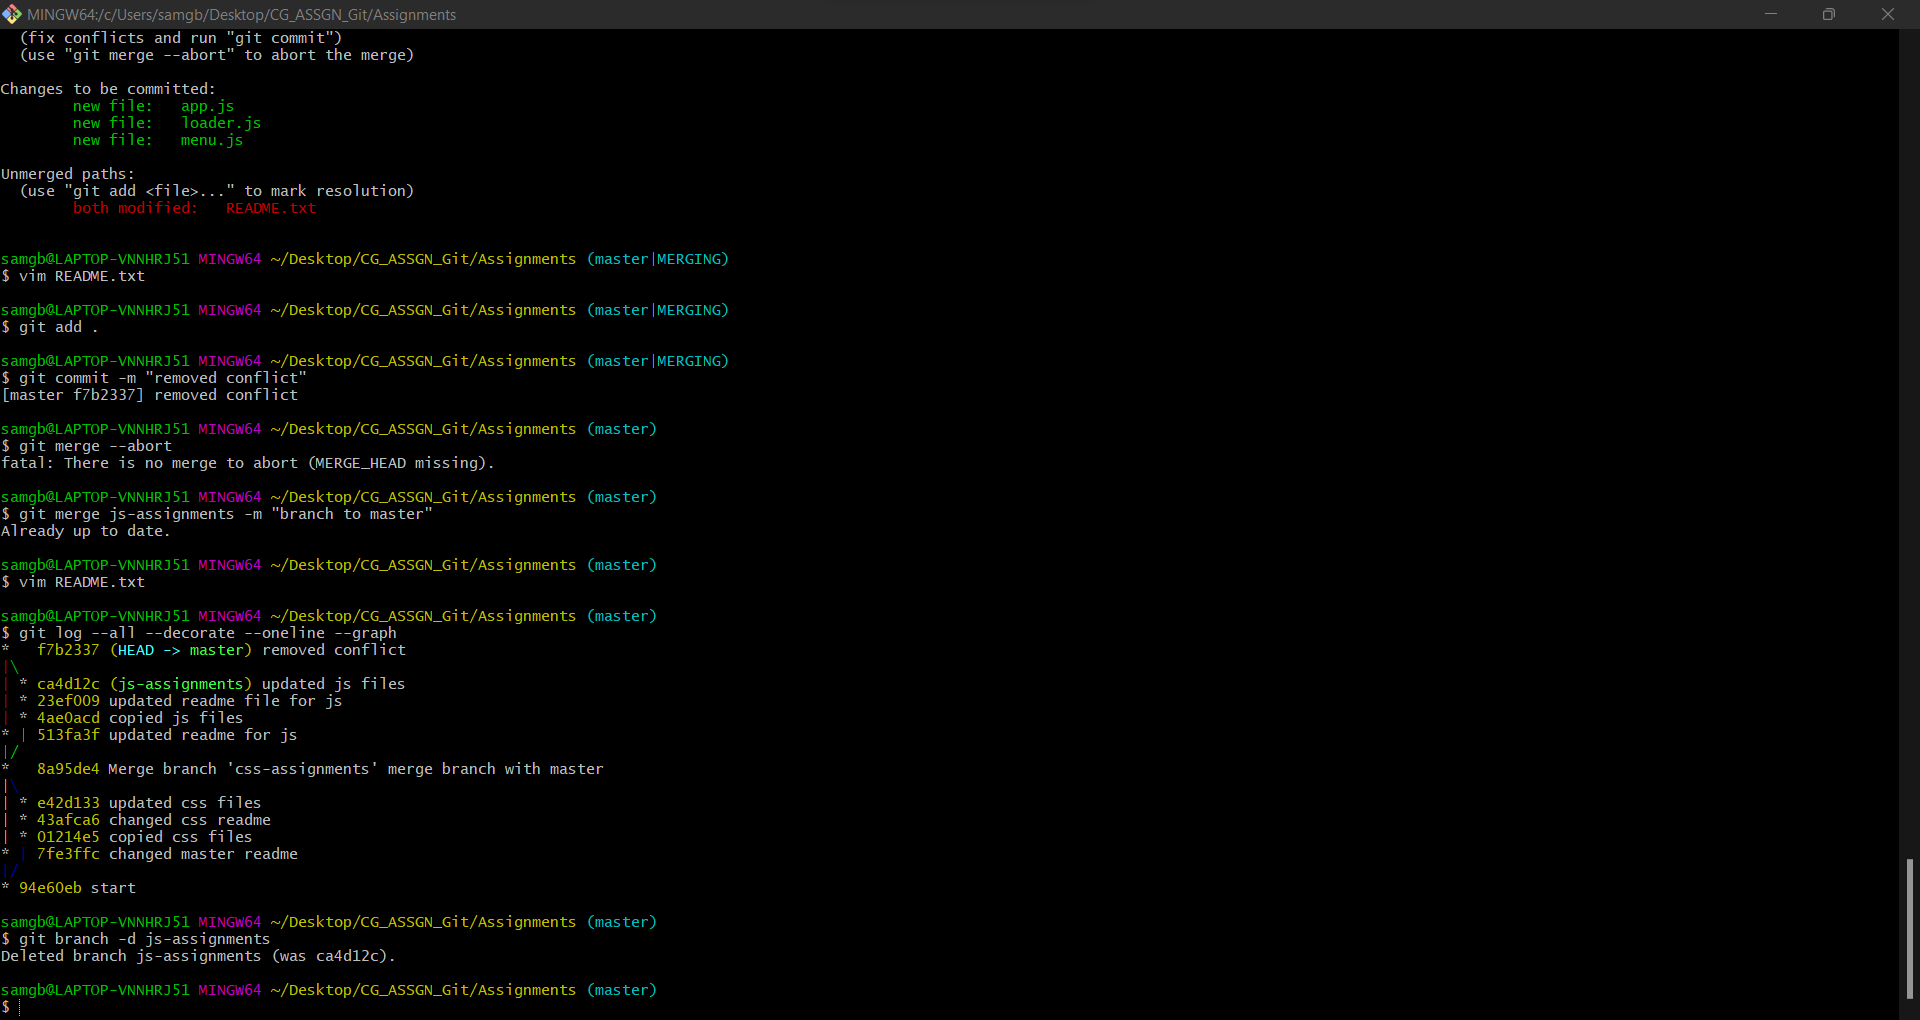 MINGW64:/c/Users/samgb/Desktop/CG_ASSGN_Git/Assignments
  (fix conflicts and run "git commit")
  (use "git merge --abort" to abort the merge)
Changes to be committed:
        new file:   app.js
        new file:   loader.js
        new file:   menu.js
Unmerged paths:
  (use "git add <file>..." to mark resolution)
        both modified:   README.txt
samgb@LAPTOP-VNNHRJ51 MINGW64 ~/Desktop/CG_ASSGN_Git/Assignments (master|MERGING)
$ vim README.txt
samgb@LAPTOP-VNNHRJ51 MINGW64 ~/Desktop/CG_ASSGN_Git/Assignments (master|MERGING)
$ git add .
samgb@LAPTOP-VNNHRJ51 MINGW64 ~/Desktop/CG_ASSGN_Git/Assignments (master|MERGING)
$ git commit -m "removed conflict"
[master f7b2337] removed conflict
samgb@LAPTOP-VNNHRJ51 MINGW64 ~/Desktop/CG_ASSGN_Git/Assignments (master)
$ git merge --abort
fatal: There is no merge to abort (MERGE_HEAD missing).
samgb@LAPTOP-VNNHRJ51 MINGW64 ~/Desktop/CG_ASSGN_Git/Assignments (master)
$ git merge js-assignments -m "branch to master"
Already up to date.
samgb@LAPTOP-VNNHRJ51 MINGW64 ~/Desktop/CG_ASSGN_Git/Assignments (master)
$ vim README.txt
samgb@LAPTOP-VNNHRJ51 MINGW64 ~/Desktop/CG_ASSGN_Git/Assignments (master)
$ git log --all --decorate --oneline --graph
*   f7b2337 (HEAD -> master) removed conflict
|\
| * ca4d12c (js-assignments) updated js files
| * 23ef009 updated readme file for js
| * 4ae0acd copied js files
* | 513fa3f updated readme for js
|/
*   8a95de4 Merge branch 'css-assignments' merge branch with master
|\
| * e42d133 updated css files
| * 43afca6 changed css readme
| * 01214e5 copied css files
* | 7fe3ffc changed master readme
|/
* 94e60eb start
samgb@LAPTOP-VNNHRJ51 MINGW64 ~/Desktop/CG_ASSGN_Git/Assignments (master)
$ git branch -d js-assignments
Deleted branch js-assignments (was ca4d12c).
samgb@LAPTOP-VNNHRJ51 MINGW64 ~/Desktop/CG_ASSGN_Git/Assignments (master)
$